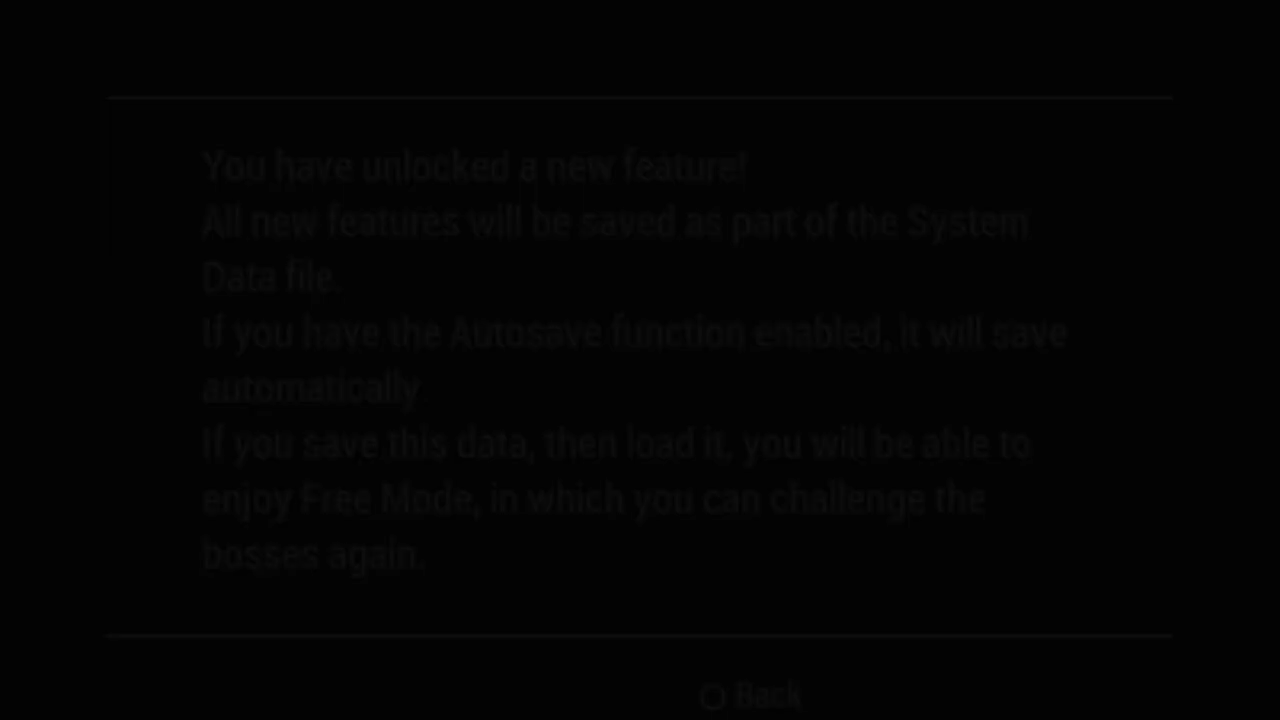 You have unlocked a new feature!
All new features will be saved as part of the System
Data file.
If you have the Autosave function enabled, it will save
automatically
If you save this data, then load it, you will be able to
enjoy Free Mode, in which you can challenge the
bosses again.
Back